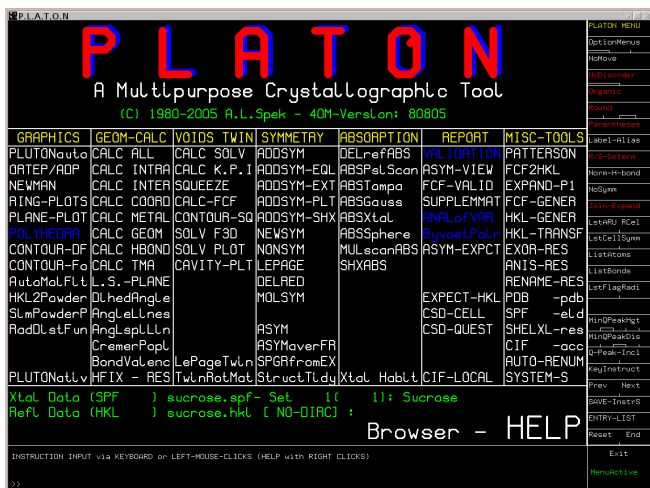 P.L.A.T.O.N
PLATON
A Multipurpose Crystallographic Tool
(C) 1980-2005 A.L.Spek - 40M-Version: 80805
GRAPHICS GEOM-CALC VOIDS TWIN SYMMETRY ABSORPTION REPORT MISC-TOOLS
PLUTONauto CALC ALL CALC SOLV ADDSYM DELrefABS VALIDATION PATTERSON
ORTEP/ADP CALC INTRA CALC K.P.I ADDSYM-EQL ABSPslScan ASYM-VIEW FCF2HKL
NEWMAN CALC INTER SQUEEZE ADDSYM-EXT ABSTompa FCF-VALID EXPAND-P1
RING-PLOTS CALC COORD CALC-FCF ADDSYM-PLT ABSGauss SUPPLEMMAT FCF-GENER
PLANE-PLOT CALC METAL CONTOUR-SQ ADDSYM-SHX ABSXtal ANALofVAR HKL-GENER
POLYHEDRA CALC GEOM SOLV F3D NEWSYM ABSSphere ByvoetPair HKL-TRANSF
CONTOUR-DF CALC HBOND SOLV PLOT NONSYM MULscanABS ASYM-EXPCT EXOR-RES
CONTOUR-Fo CALC TMA CAVITY-PLT LEPAGE SHXABS ANIS-RES
AutoMolFit L.S.-PLANE DELRED RENAME-RES
HKL2Powder DihedAngle MOLSYM EXPECT-HKL PDB -pdb
SimPowderP AngleLines CSD-CELL SPF -eld
RadDistFun AngLsplLin ASYM CSD-QUEST SHELXL-res
CremerPopl ASYMaverFR CIF -acc
BondValenc LePageTwin SPGRfromEX AUTO-RENUM
PLUTONativ HFIX - RES TwinRotMat StructTidy Xtal Habit CIF-LOCAL SYSTEM-S
Xtal Data (SPF ) sucrose.spf- Set 1( 1): Sucrose
Refl Data (HKL ) sucrose.hkl [ NO-DIRC] :
Browser - HELP
INSTRUCTION INPUT via KEYBOARD or LEFT-MOUSE-CLICKS (HELP with RIGHT CLICKS)
>>
PLATON MENU
OptionMenus
NoMove
NoDisorder
Organic
Round
Parentheses
Label-Alias
R/S-Determ
Norm-H-bond
NoSymm
Join-Expand
LstARU RCel
LstCellSymm
ListAtoms
ListBonds
LstFlagRadi
MinQPeakHgt
MinQPeakDis
Q-Peak-Incl
KeyInstruct
Prev Next
SAVE-InstrS
ENTRY-LIST
Reset End
Exit
MenuActive